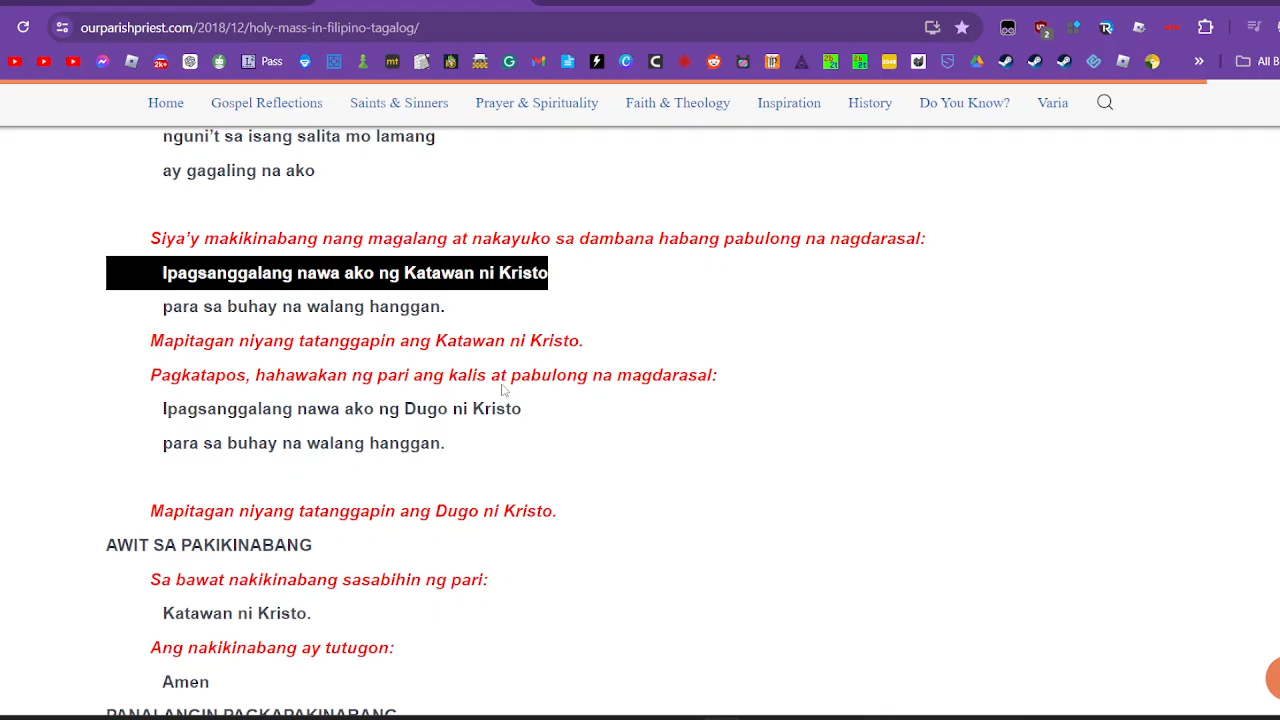 ourparishpriest.com/2018/12/holy-mass-in-filipino-tagalog/
Pass
All B
Home Gospel Reflections Saints & Sinners Prayer & Spirituality Faith & Theology Inspiration History Do You Know? Varia
nguni’t sa isang salita mo lamang
ay gagaling na ako
Siya’y makikinabang nang magalang at nakayuko sa dambana habang pabulong na nagdarasal:
Ipagsanggalang nawa ako ng Katawan ni Kristo
para sa buhay na walang hanggan.
Mapitagan niyang tatanggapin ang Katawan ni Kristo.
Pagkatapos, hahawakan ng pari ang kalis at pabulong na magdarasal:
Ipagsanggalang nawa ako ng Dugo ni Kristo
para sa buhay na walang hanggan.
Mapitagan niyang tatanggapin ang Dugo ni Kristo.
AWIT SA PAKIKINABANG
Sa bawat nakikinabang sasabihin ng pari:
Katawan ni Kristo.
Ang nakikinabang ay tutugon:
Amen
PANALANGIN PAGKAPAKINABANG